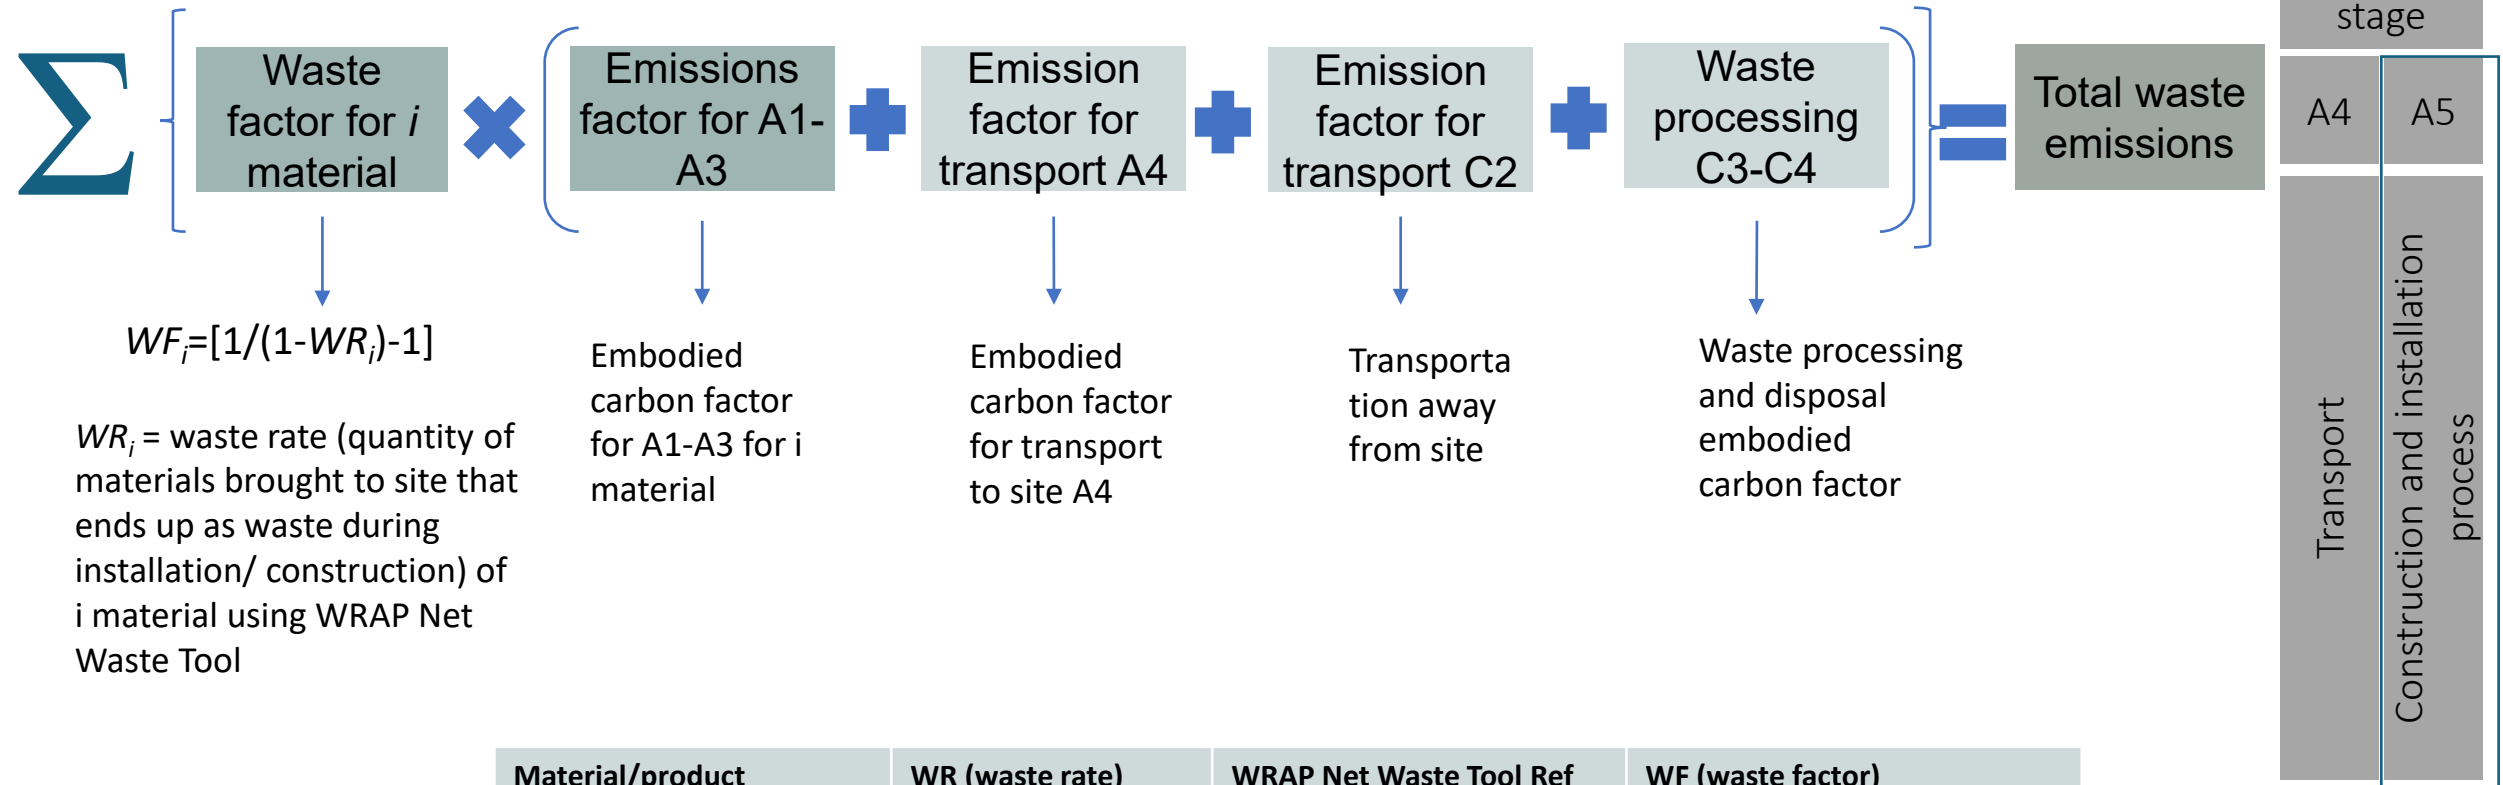 Σ
Waste
factor for i
material
Emissions
factor for A1-
A3
Emission
factor for
transport A4
Emission
factor for
transport C2
Waste
processing
C3-C4
Total waste
emissions
WFi=[1/(1-WRi)-1]
WRi = waste rate (quantity of
materials brought to site that
ends up as waste during
installation/ construction) of
i material using WRAP Net
Waste Tool
Embodied
carbon factor
for A1-A3 for i
material
Embodied
carbon factor
for transport
to site A4
Transporta
tion away
from site
Waste processing
and disposal
embodied
carbon factor
stage
A4 A5
Transport
Construction and installation
process
Material/product WR (waste rate) WRAP Net Waste Tool Ref WF (waste factor)